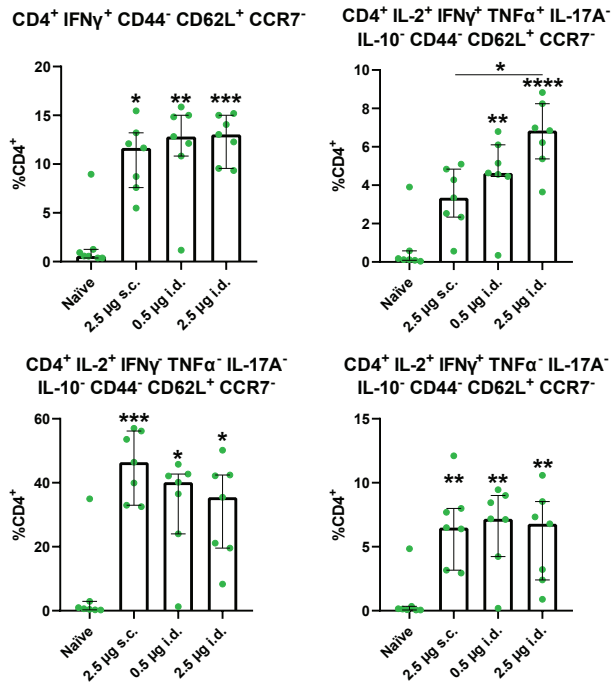 CD4⁺ IFNγ⁺ CD44⁻ CD62L⁺ CCR7⁻
%CD4⁺
20
15
10
5
0
* ** ***
Naïve
2.5 µg s.c.
0.5 µg i.d.
2.5 µg i.d.
CD4⁺ IL-2⁺ IFNγ⁺ TNFα⁺ IL-17A⁻
IL-10⁻ CD44⁻ CD62L⁺ CCR7⁻
%CD4⁺
10
8
6
4
2
0
*
** ****
Naïve
2.5 µg s.c.
0.5 µg i.d.
2.5 µg i.d.
CD4⁺ IL-2⁺ IFNγ⁻ TNFα⁻ IL-17A⁻
IL-10⁻ CD44⁻ CD62L⁺ CCR7⁻
%CD4⁺
60
40
20
0
*** * *
Naïve
2.5 µg s.c.
0.5 µg i.d.
2.5 µg i.d.
CD4⁺ IL-2⁺ IFNγ⁺ TNFα⁻ IL-17A⁻
IL-10⁻ CD44⁻ CD62L⁺ CCR7⁻
%CD4⁺
15
10
5
0
** ** **
Naïve
2.5 µg s.c.
0.5 µg i.d.
2.5 µg i.d.